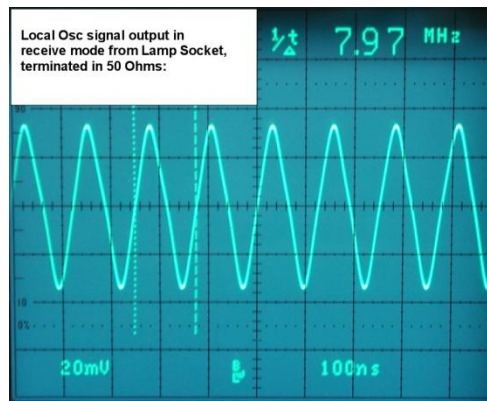 Local Osc signal output in
receive mode from Lamp Socket,
terminated in 50 Ohms:
1/t
△
7.97 MHz
10
0%
20mV
100ns